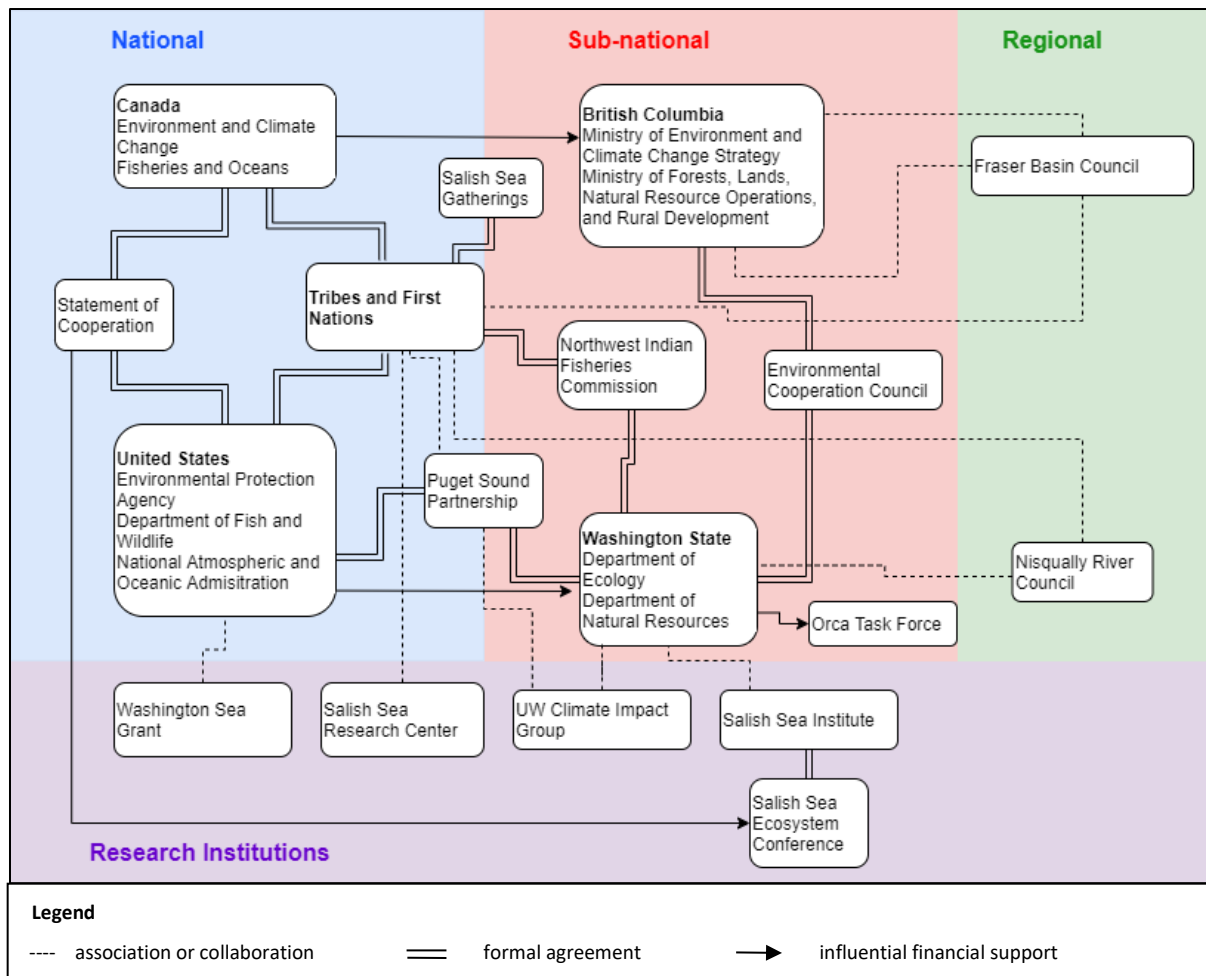 National
Sub-national
Regional
Canada
Environment and Climate
Change
Fisheries and Oceans
Salish Sea
Gatherings
British Columbia
Ministry of Environment and
Climate Change Strategy
Ministry of Forests, Lands,
Natural Resource Operations,
and Rural Development
Fraser Basin Council
Statement of
Cooperation
Tribes and First
Nations
Northwest Indian
Fisheries
Commission
Environmental
Cooperation Council
United States
Environmental Protection
Agency
Department of Fish and
Wildlife
National Atmospheric and
Oceanic Admisitration
Puget Sound
Partnership
Washington State
Department of
Ecology
Department of
Natural Resources
Nisqually River
Council
Orca Task Force
Washington Sea
Grant
Salish Sea
Research Center
UW Climate Impact
Group
Salish Sea Institute
Salish Sea
Ecosystem
Conference
Research Institutions
Legend
---- association or collaboration
formal agreement
influential financial support